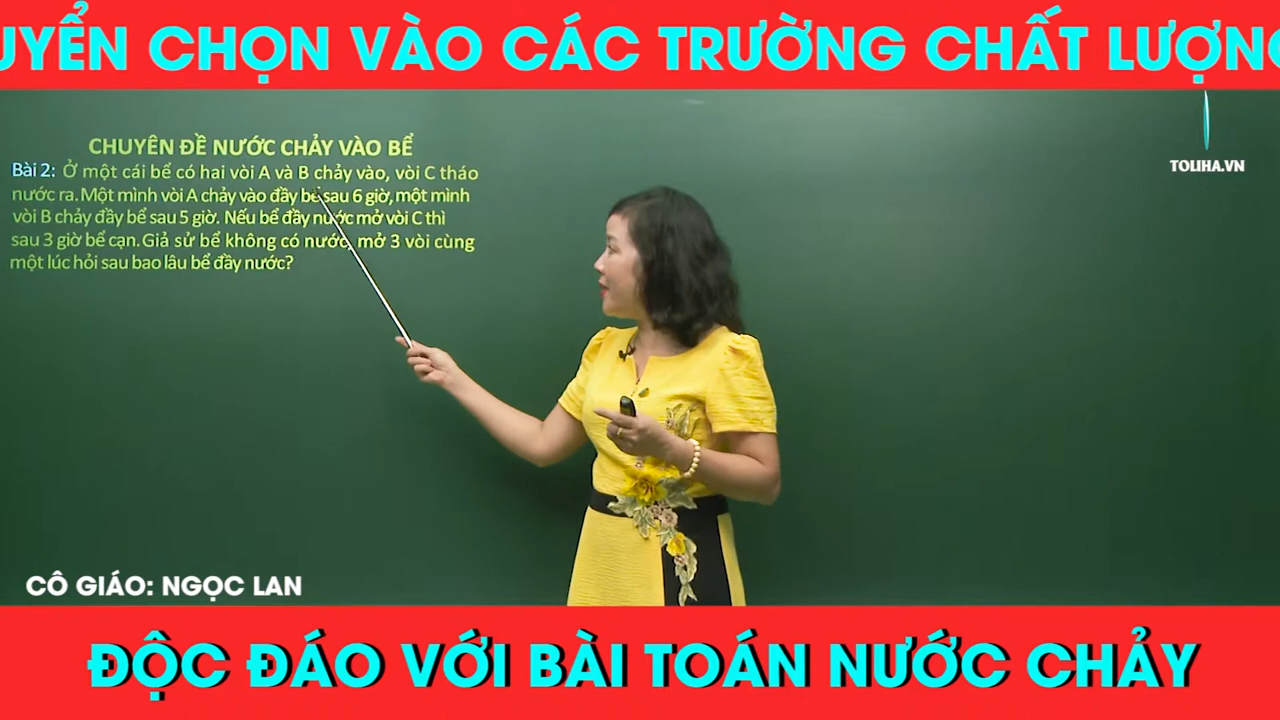 UYỂN CHỌN VÀO CÁC TRƯỜNG CHẤT LƯỢNG
TOLIHA.VN
CHUYÊN ĐỀ NƯỚC CHẢY VÀO BỂ
Bài 2: Ở một cái bể có hai vòi A và B chảy vào, vòi C tháo
nước ra. Một mình vòi A chảy vào đầy bể sau 6 giờ, một mình
vòi B chảy đầy bể sau 5 giờ. Nếu bể đầy nước mở vòi C thì
sau 3 giờ bể cạn. Giả sử bể không có nước, mở 3 vòi cùng
một lúc hỏi sau bao lâu bể đầy nước?
CÔ GIÁO: NGỌC LAN
ĐỘC ĐÁO VỚI BÀI TOÁN NƯỚC CHẢY